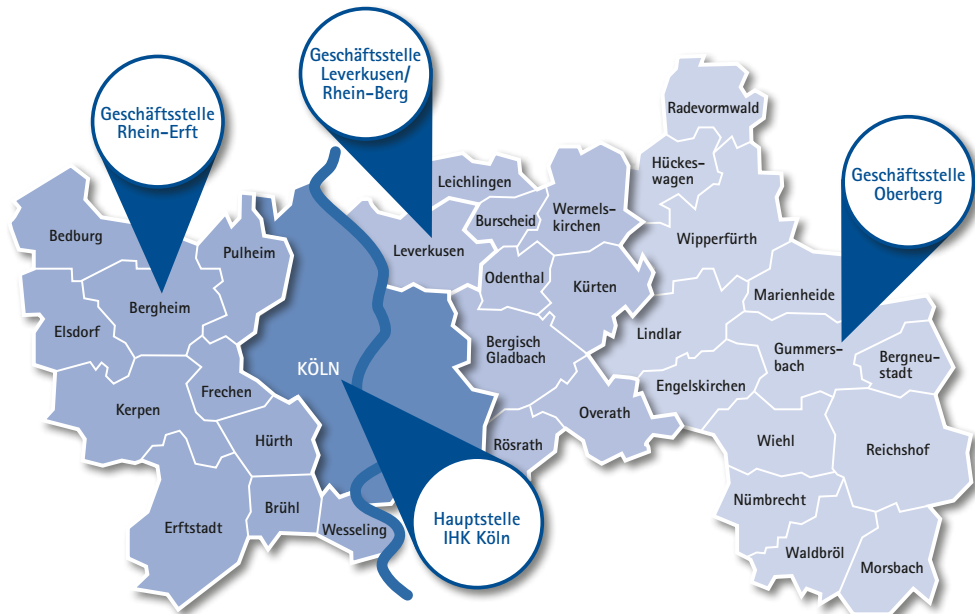 Geschäftsstelle
Rhein-Erft
Geschäftsstelle
Leverkusen/
Rhein-Berg
Geschäftsstelle
Oberberg
Hauptstelle
IHK Köln
Bedburg
Elsdorf
Bergheim
Pulheim
Kerpen
Frechen
Hürth
Erftstadt
Brühl
Wesseling
KÖLN
Leverkusen
Leichlingen
Burscheid
Wermels-
kirchen
Odenthal
Kürten
Bergisch
Gladbach
Overath
Rösrath
Radevormwald
Hückes-
wagen
Wipperfürth
Marienheide
Lindlar
Gummers-
bach
Bergneu-
stadt
Engelskirchen
Wiehl
Reichshof
Nümbrecht
Waldbröl
Morsbach